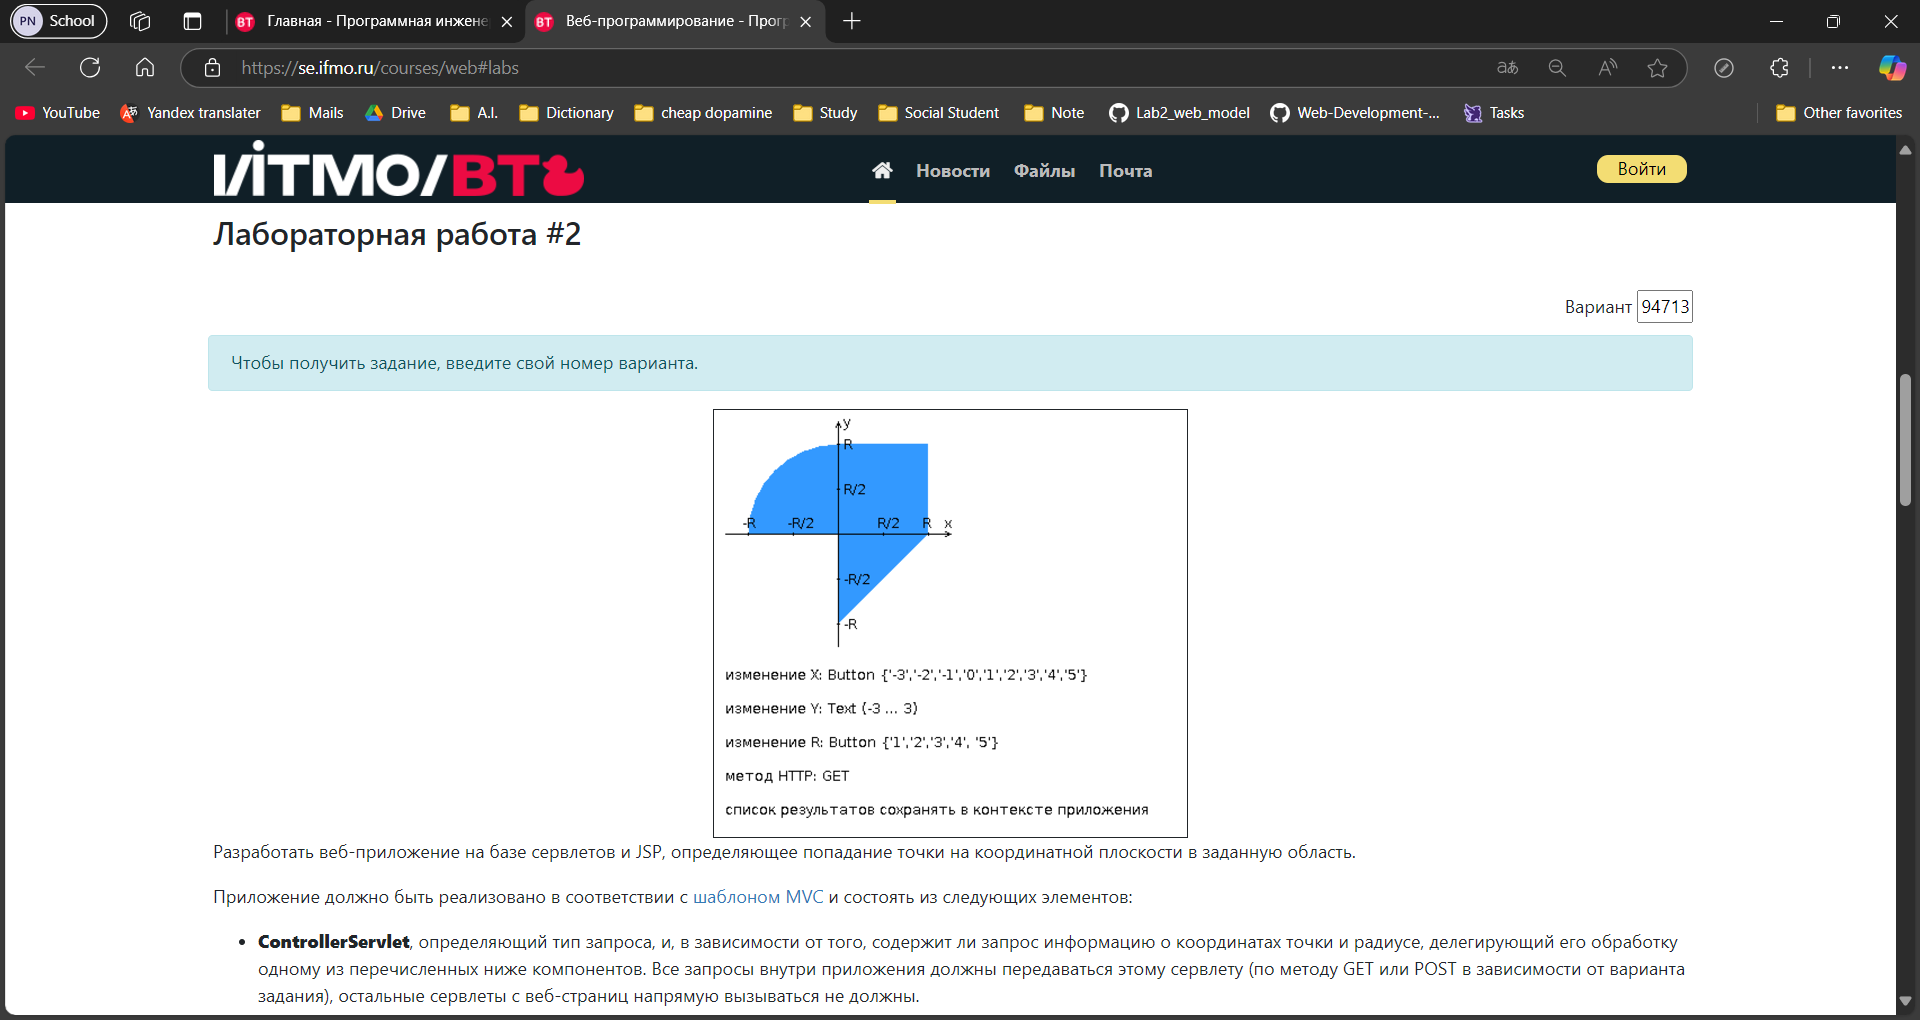 PN School
Главная - Программная инжене
Веб-программирование - Прог
https://se.ifmo.ru/courses/web#labs
YouTube
Yandex translater
Mails
Drive
A.I.
Dictionary
cheap dopamine
Study
Social Student
Note
Lab2_web_model
Web-Development-...
Tasks
Other favorites
ИТМО/ВТ
Новости
Файлы
Почта
Войти
Лабораторная работа #2
Вариант 94713
Чтобы получить задание, введите свой номер варианта.
y
R
R/2
-R -R/2 R/2 R x
-R/2
-R
изменение X: Button {'-3','-2','-1','0','1','2','3','4','5'}
изменение Y: Text (-3 ... 3)
изменение R: Button {'1','2','3','4', '5'}
метод HTTP: GET
список результатов сохранять в контексте приложения
Разработать веб-приложение на базе сервлетов и JSP, определяющее попадание точки на координатной плоскости в заданную область.
Приложение должно быть реализовано в соответствии с шаблоном MVC и состоять из следующих элементов:
• ControllerServlet, определяющий тип запроса, и, в зависимости от того, содержит ли запрос информацию о координатах точки и радиусе, делегирующий его обработку
одному из перечисленных ниже компонентов. Все запросы внутри приложения должны передаваться этому сервлету (по методу GET или POST в зависимости от варианта
задания), остальные сервлеты с веб-страниц напрямую вызываться не должны.